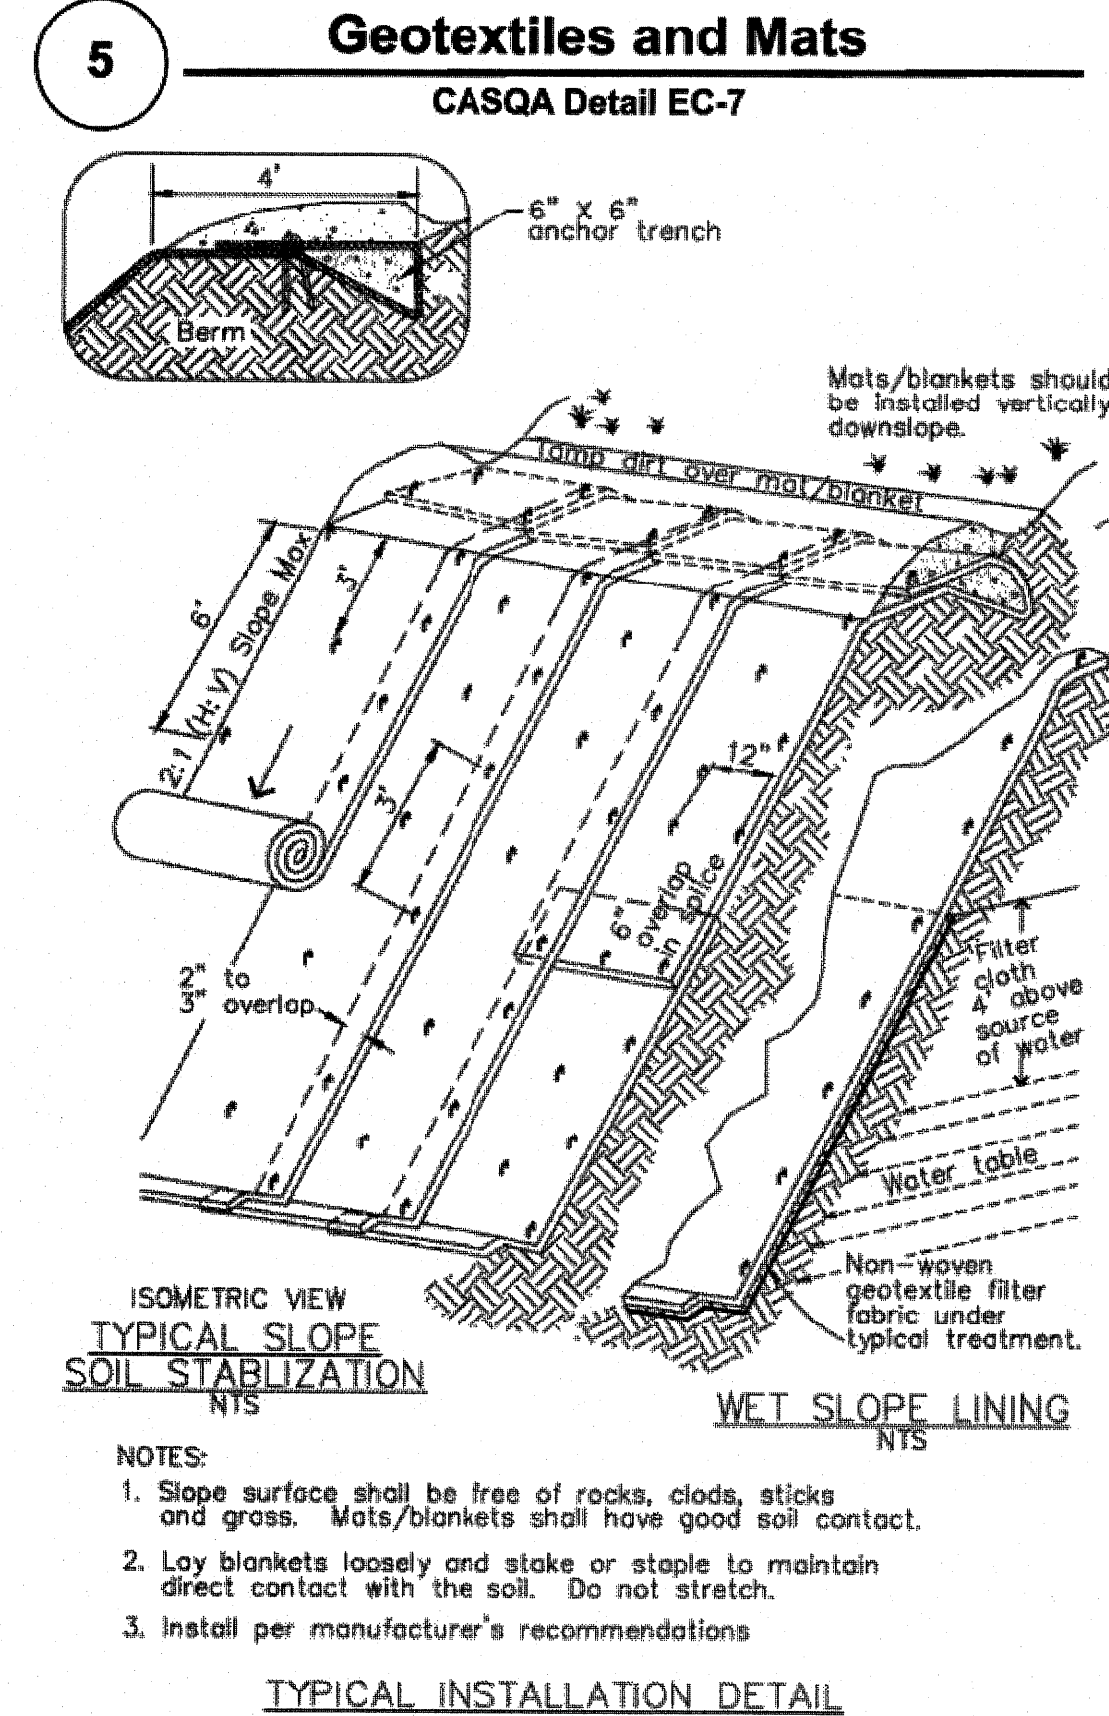 5
Geotextiles and Mats
CASQA Detail EC-7
4'
6" X 6"
anchor trench
Berm
Mats/blankets should
be installed vertically
downslope.
Tamp dirt over mat/blanket
6"
2:1 (H:V) Slope Max.
3'
3'
12"
6"
overlap
in splice
2" to
3" overlap
Filter
cloth
4' above
source
of water
Water table
Non-woven
geotextile filter
fabric under
typical treatment.
ISOMETRIC VIEW
TYPICAL SLOPE
SOIL STABLIZATION
NTS
WET SLOPE LINING
NTS
NOTES:
1. Slope surface shall be free of rocks, clods, sticks
and grass. Mats/blankets shall have good soil contact.
2. Lay blankets loosely and stake or staple to maintain
direct contact with the soil. Do not stretch.
3. Install per manufacturer's recommendations
TYPICAL INSTALLATION DETAIL